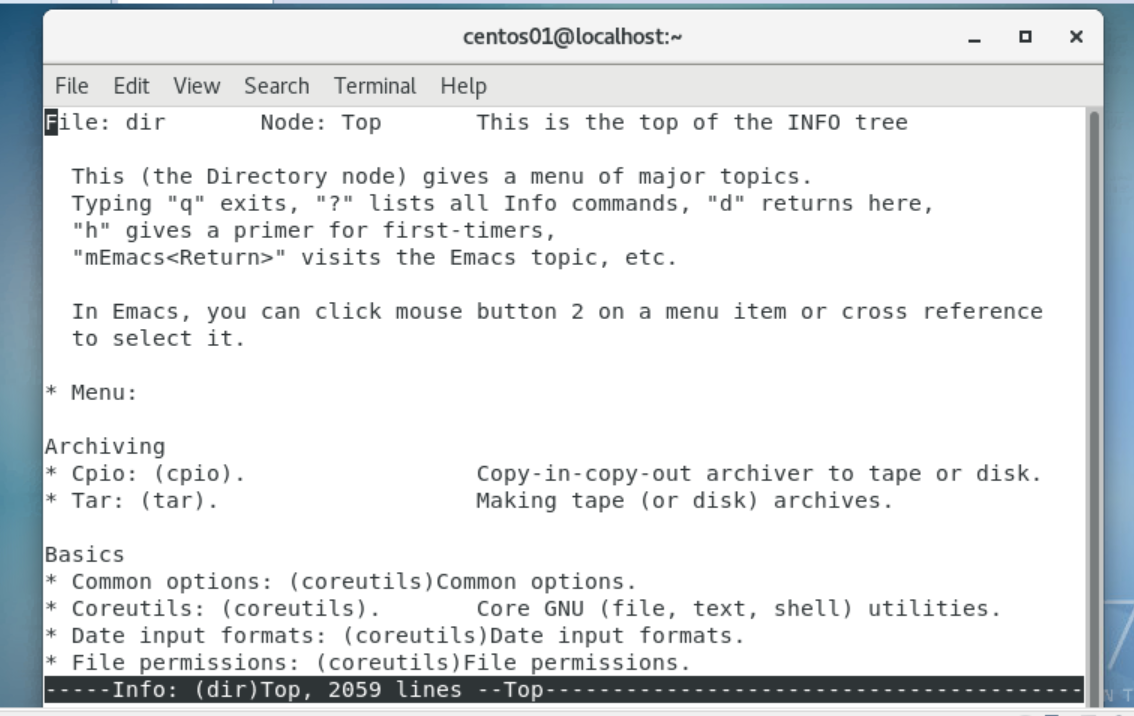 centos01@localhost:~
File Edit View Search Terminal Help
File: dir Node: Top This is the top of the INFO tree
This (the Directory node) gives a menu of major topics.
Typing "q" exits, "?" lists all Info commands, "d" returns here,
"h" gives a primer for first-timers,
"mEmacs<Return>" visits the Emacs topic, etc.
In Emacs, you can click mouse button 2 on a menu item or cross reference
to select it.
* Menu:
Archiving
* Cpio: (cpio). Copy-in-copy-out archiver to tape or disk.
* Tar: (tar). Making tape (or disk) archives.
Basics
* Common options: (coreutils)Common options.
* Coreutils: (coreutils). Core GNU (file, text, shell) utilities.
* Date input formats: (coreutils)Date input formats.
* File permissions: (coreutils)File permissions.
-----Info: (dir)Top, 2059 lines --Top----------------------------------------
7
N T